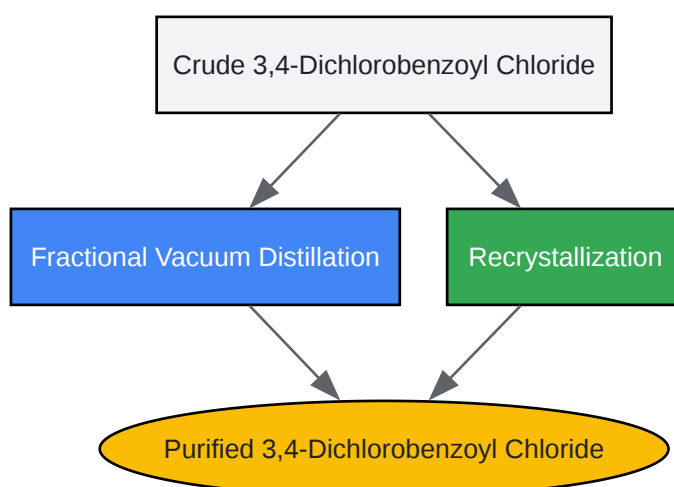 Crude 3,4-Dichlorobenzoyl Chloride
Fractional Vacuum Distillation
Recrystallization
Purified 3,4-Dichlorobenzoyl Chloride